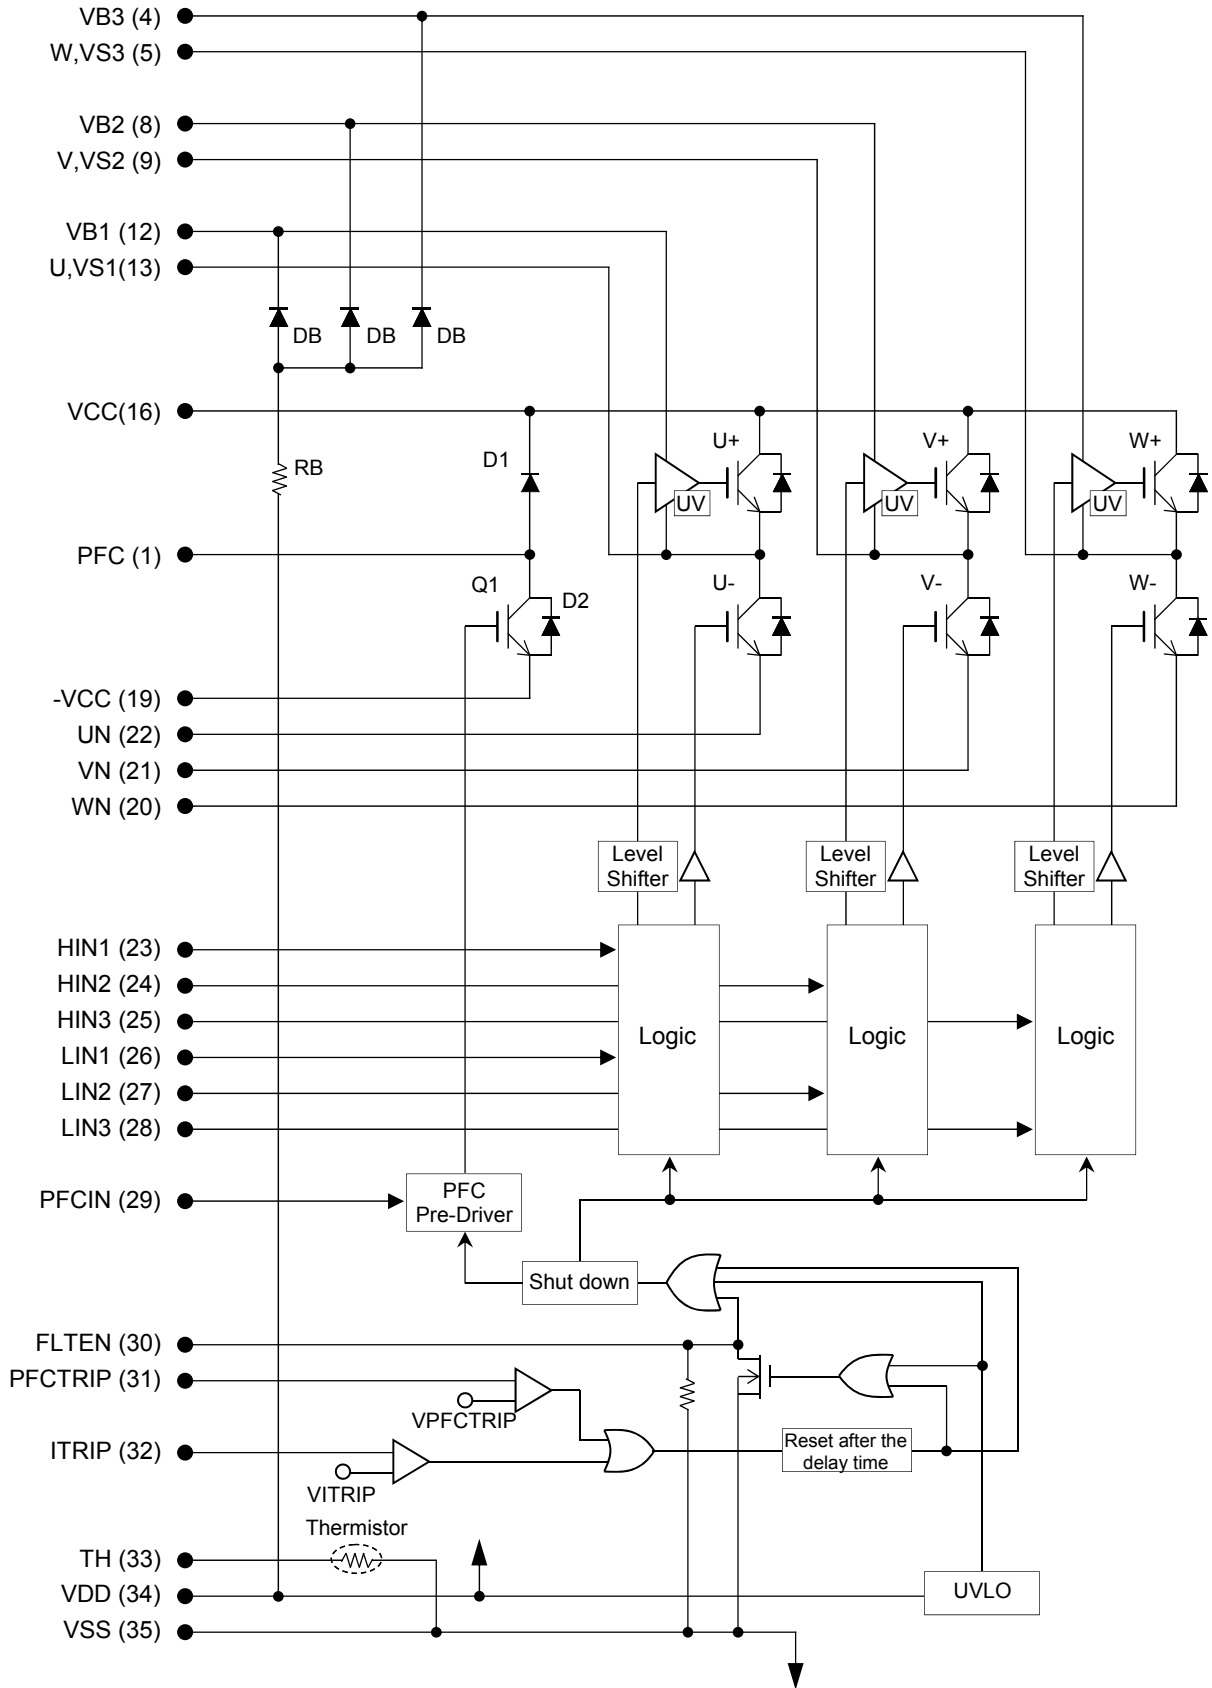 VB3 (4)
W,VS3 (5)
VB2 (8)
V,VS2 (9)
VB1 (12)
U,VS1(13)
DB
DB
DB
VCC(16)
RB
D1
U+
V+
W+
UV
UV
UV
PFC (1)
Q1
D2
U-
V-
W-
-VCC (19)
UN (22)
VN (21)
WN (20)
Level
Shifter
Level
Shifter
Level
Shifter
HIN1 (23)
HIN2 (24)
HIN3 (25)
LIN1 (26)
LIN2 (27)
LIN3 (28)
Logic
Logic
Logic
PFCIN (29)
PFC
Pre-Driver
Shut down
FLTEN (30)
PFCTRIP (31)
VPFCTRIP
ITRIP (32)
VITRIP
Reset after the
delay time
Thermistor
TH (33)
VDD (34)
VSS (35)
UVLO